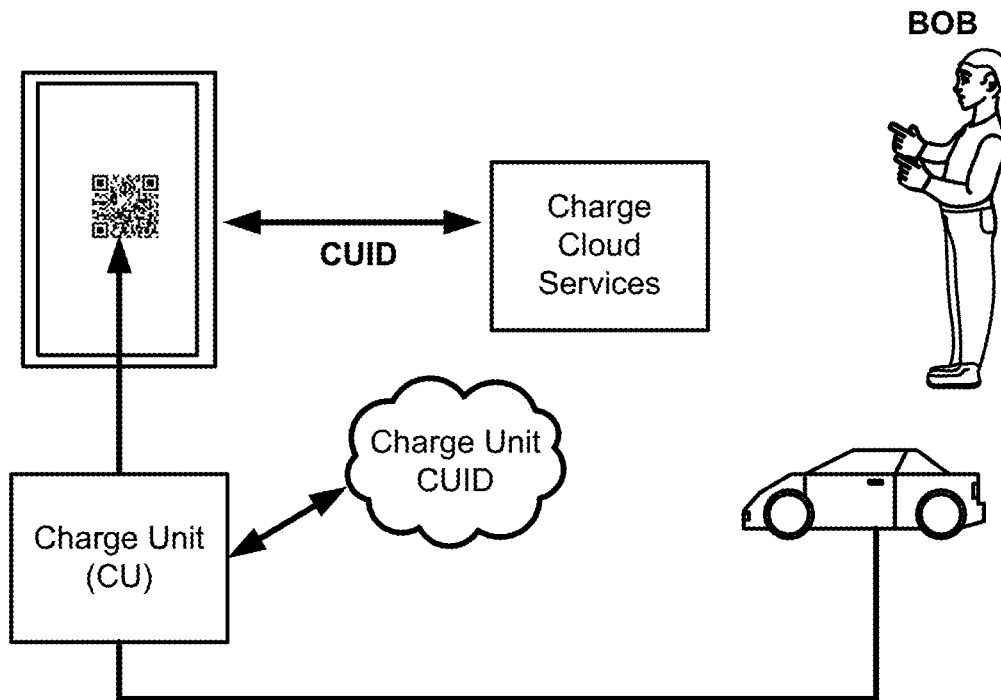 BOB
Charge
Cloud
Services
CUID
Charge Unit
CUID
Charge Unit
(CU)